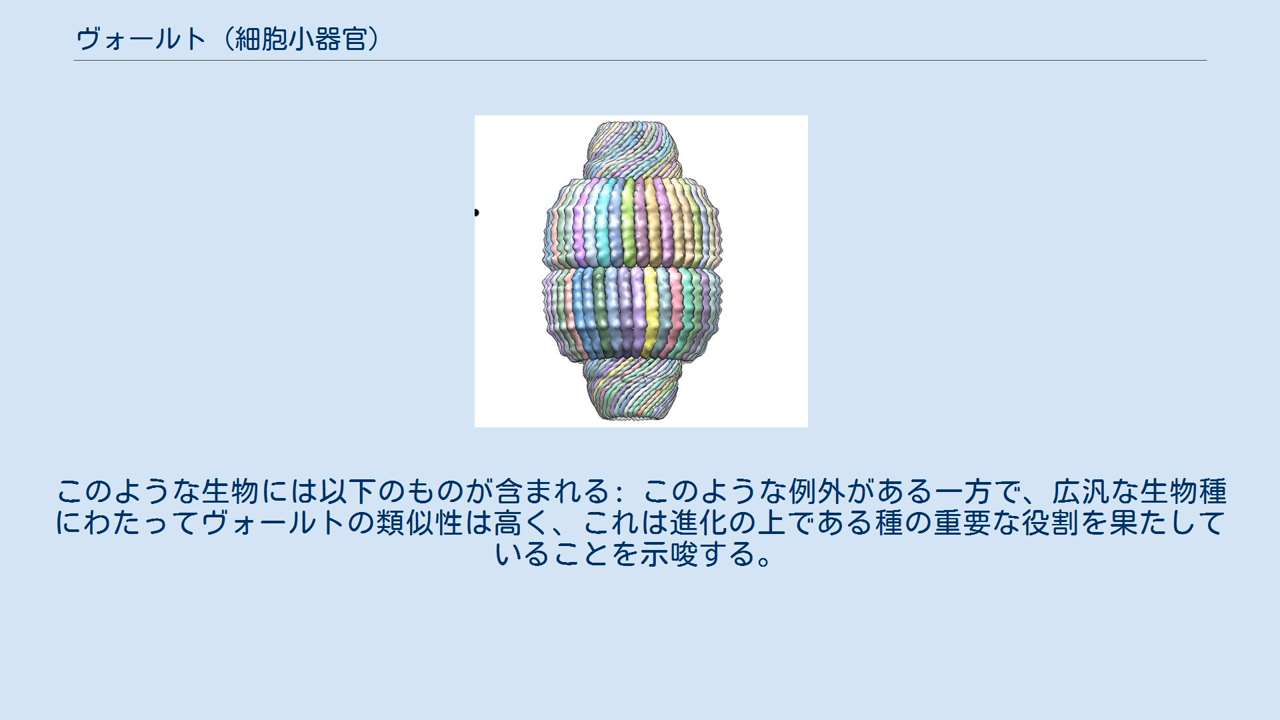 ヴォールト（細胞小器官）
このような生物には以下のものが含まれる: このような例外がある一方で、広汎な生物種
にわたってヴォールトの類似性は高く、これは進化の上である種の重要な役割を果たして
いることを示唆する。